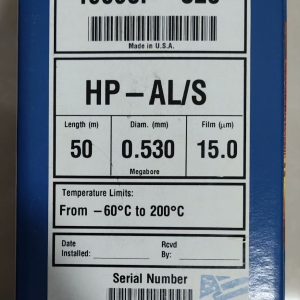 Made in U.S.A.
HP – AL/S
Length (m) Diam. (mm) Film (μm)
50 0.530 15.0
Megabore
Temperature Limits:
From –60°C to 200°C
Date Rcvd
Installed: By:
Serial Number